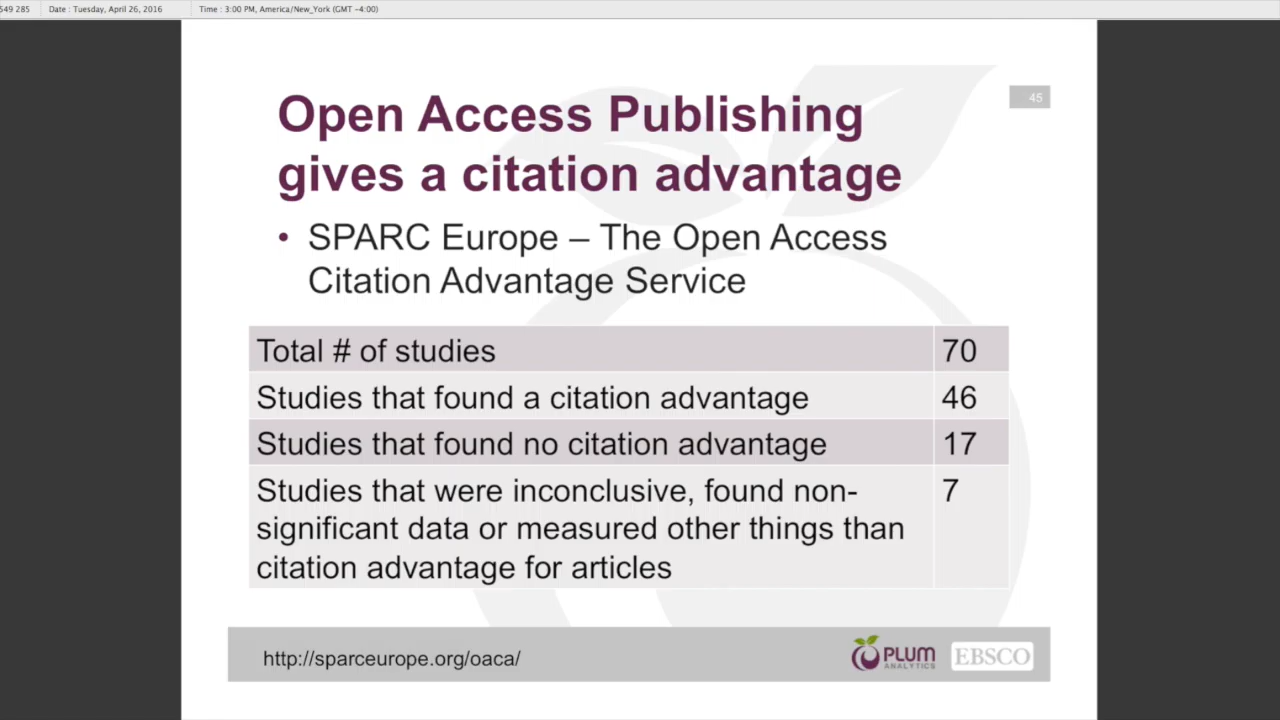 549 285 Date : Tuesday, April 26, 2016 Time : 3:00 PM, America/New_York (GMT -4:00)
45
Open Access Publishing
gives a citation advantage
• SPARC Europe – The Open Access
Citation Advantage Service
Total # of studies 70
Studies that found a citation advantage 46
Studies that found no citation advantage 17
Studies that were inconclusive, found non- 7
significant data or measured other things than
citation advantage for articles
http://sparceurope.org/oaca/
PLUM
ANALYTICS
EBSCO